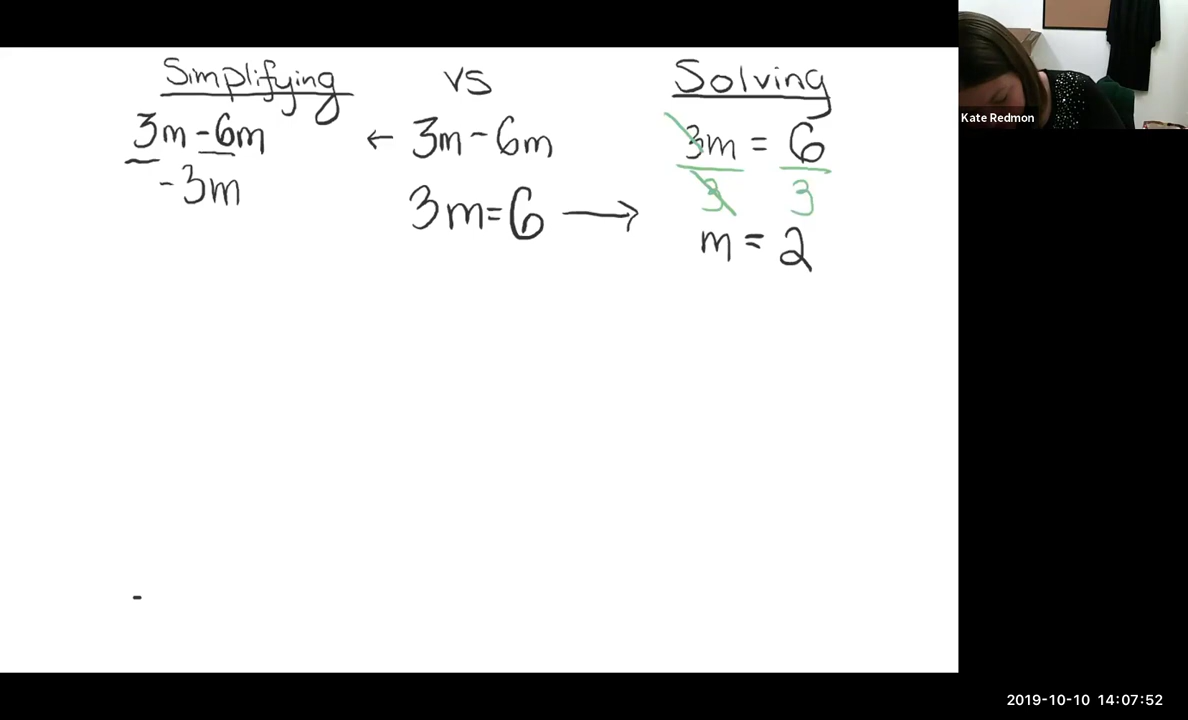 Simplifying vs Solving
3m - 6m ← 3m - 6m 3m = 6
-3m 3m = 6 → 3 3
m = 2
-
Kate Redmon
2019-10-10 14:07:52